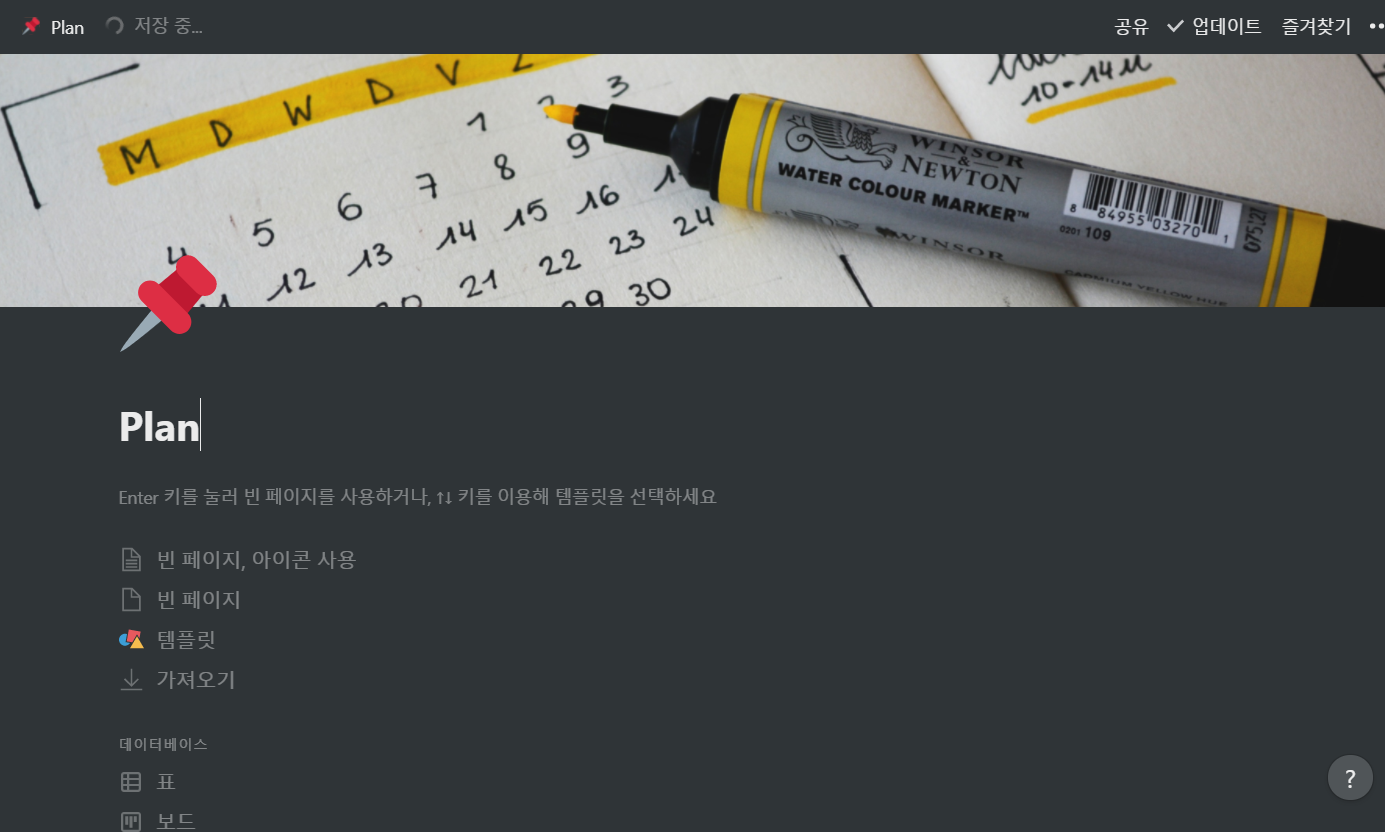 Plan 저장 중... 공유 업데이트 즐겨찾기
M D W D V Z
1 2 3
4 5 6 7 8 9
11 12 13 14 15 16
21 22 23 24
30
10-14
WINSOR
&
NEWTON
WATER COLOUR MARKER™
0201 109
8 84955 03270 1
075721
WINSOR
CADMIUM YELLOW HUE
Plan
Enter 키를 눌러 빈 페이지를 사용하거나, ↑↓ 키를 이용해 템플릿을 선택하세요
빈 페이지, 아이콘 사용
빈 페이지
템플릿
가져오기
데이터베이스
표
보드
?